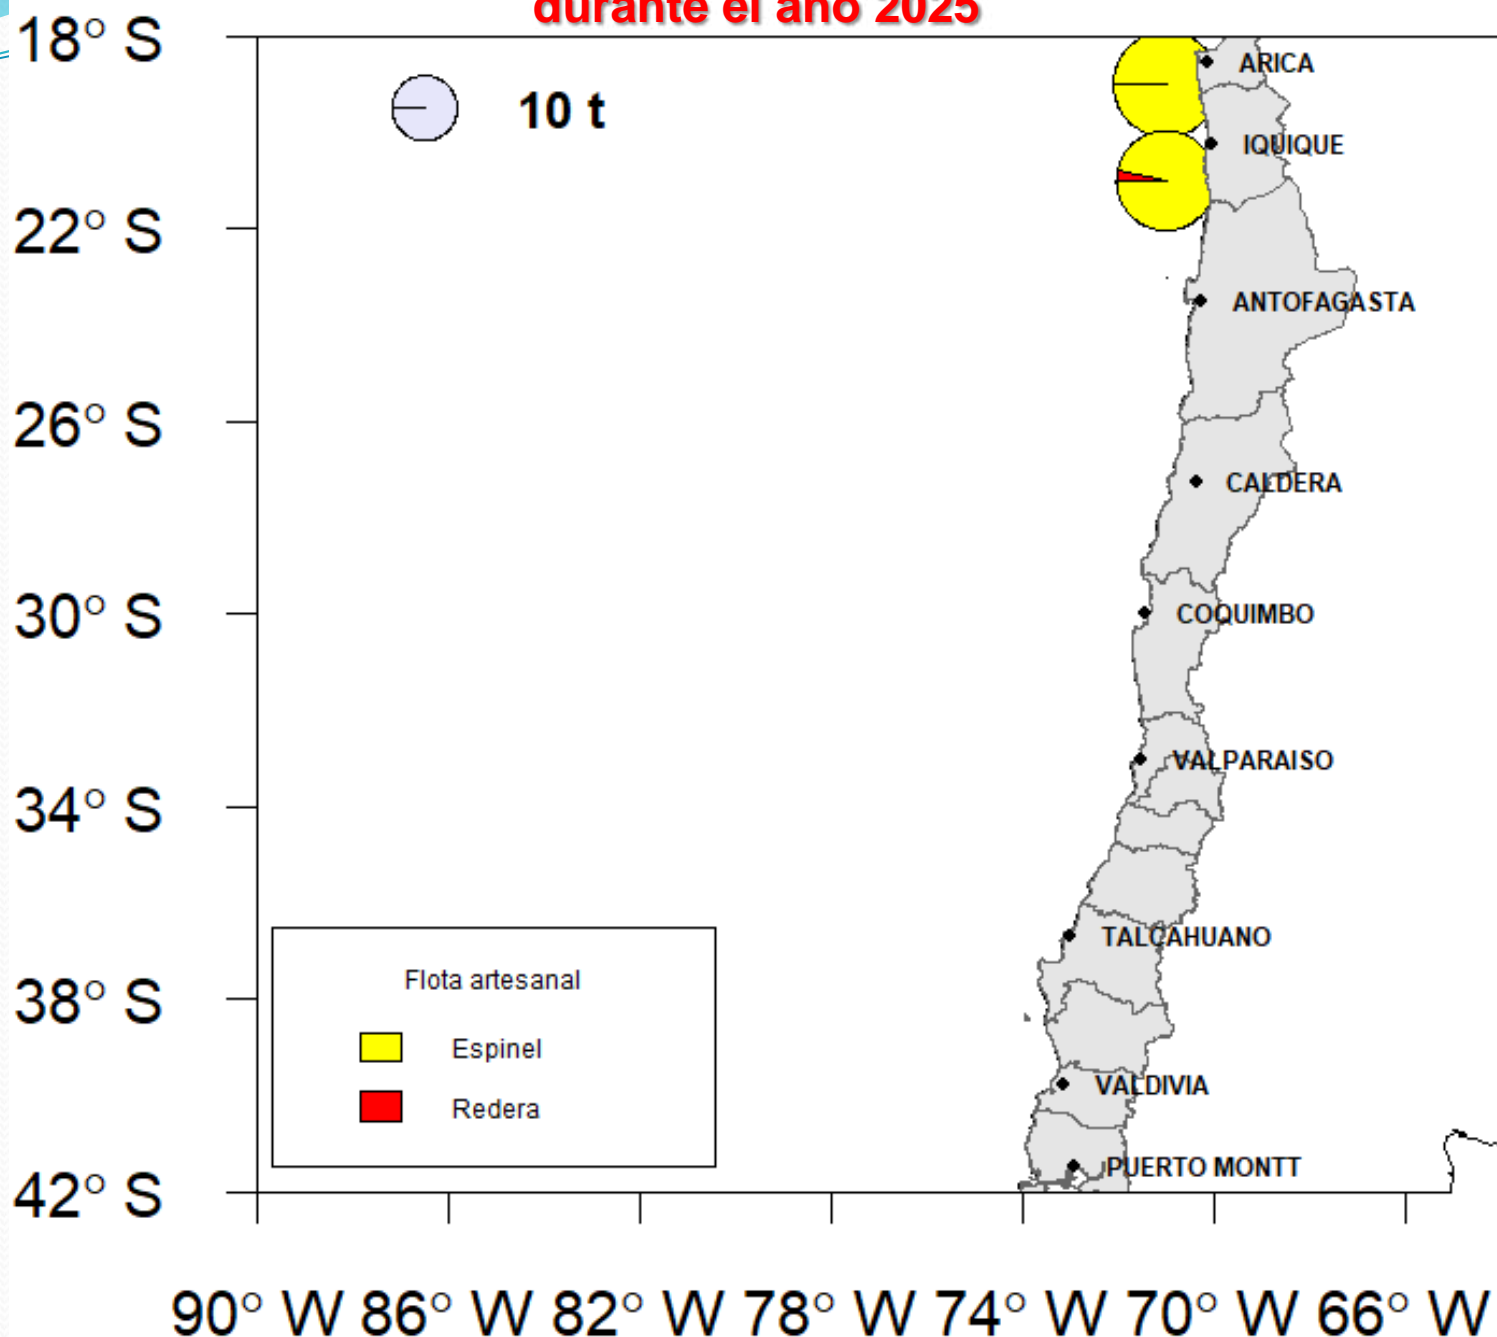 durante el año 2025
18° S
10 t
ARICA
IQUIQUE
22° S
ANTOFAGASTA
26° S
CALDERA
30° S
COQUIMBO
VALPARAISO
34° S
TALCAHUANO
Flota artesanal
38° S
Espinel
VALDIVIA
Redera
PUERTO MONTT
42° S
90° W 86° W 82° W 78° W 74° W 70° W 66° W